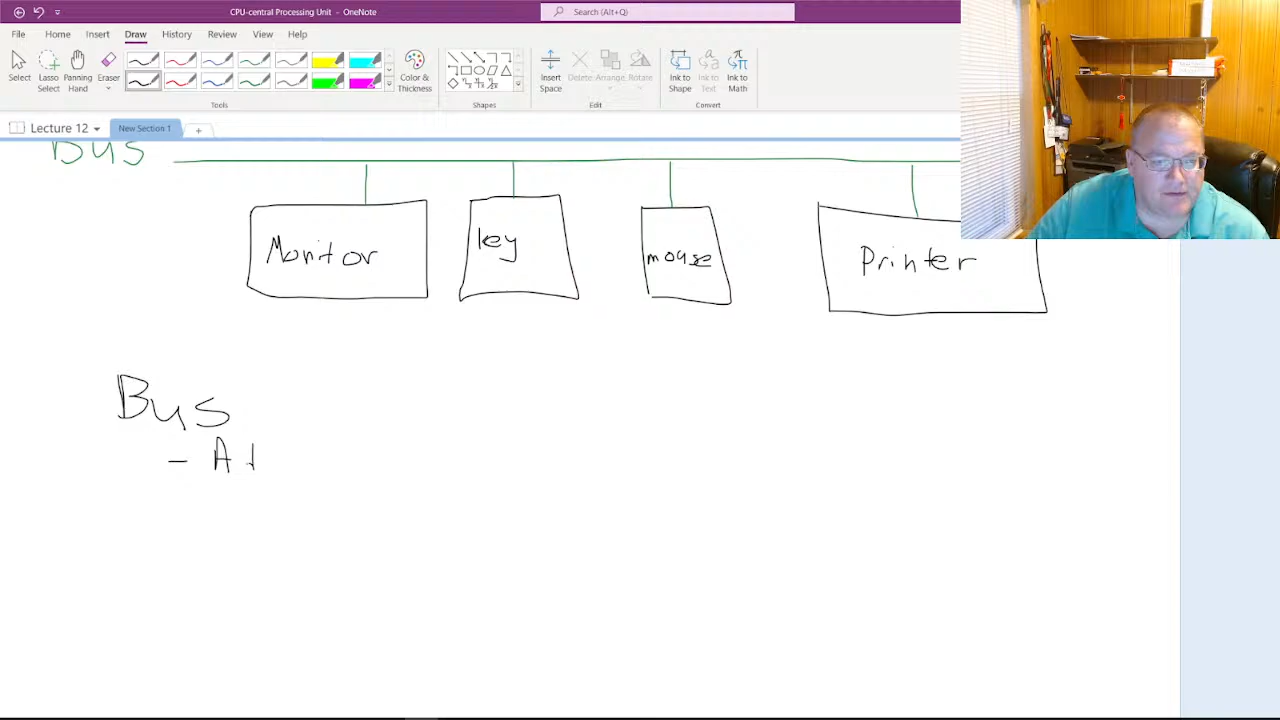 CPU-central Processing Unit - OneNote
Search (Alt+Q)
File Home Insert Draw History Review View Help
Lasso Select
Panning Hand
Eraser
Thickness
Insert Space
Delete Arrange Rotate
Ink to Shape
Ink to Text
Ink to Math
Tools
Shapes
Edit
Convert
Lecture 12
New Section 1
+
Bus
Monitor
key
mouse
Printer
Bus
- A